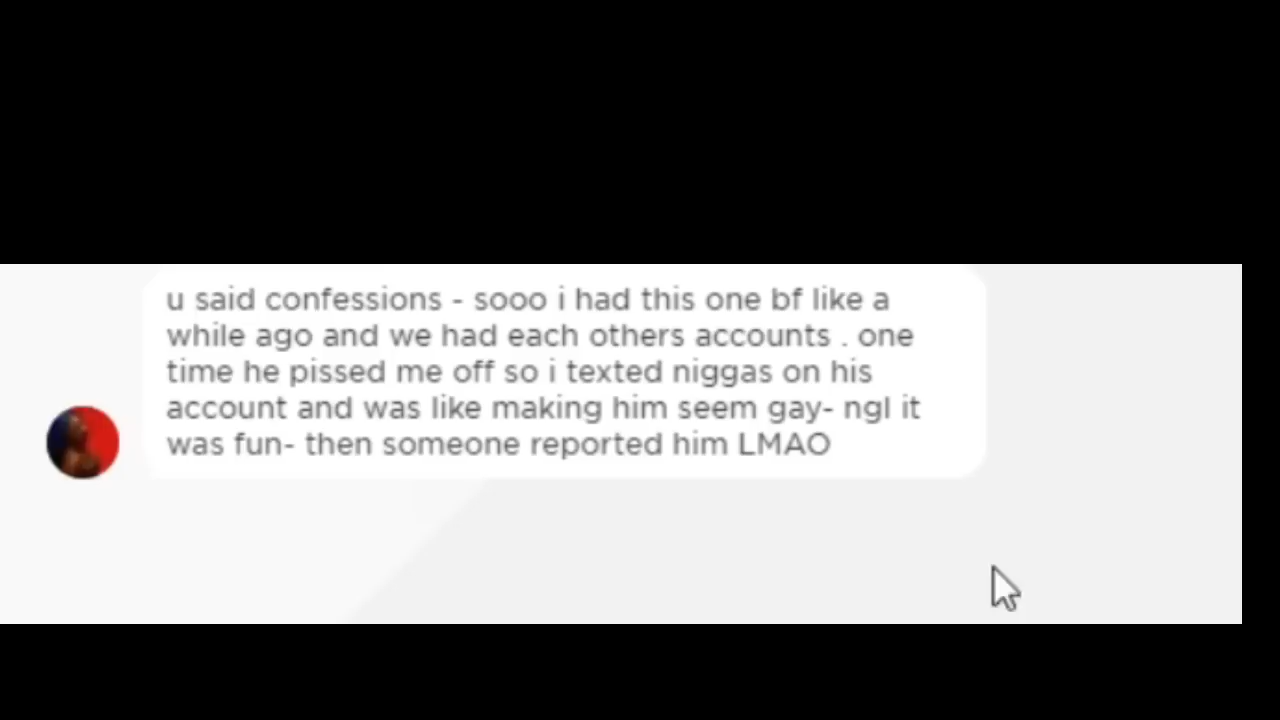 u said confessions - sooo i had this one bf like a
while ago and we had each others accounts . one
time he pissed me off so i texted niggas on his
account and was like making him seem gay- ngl it
was fun- then someone reported him LMAO